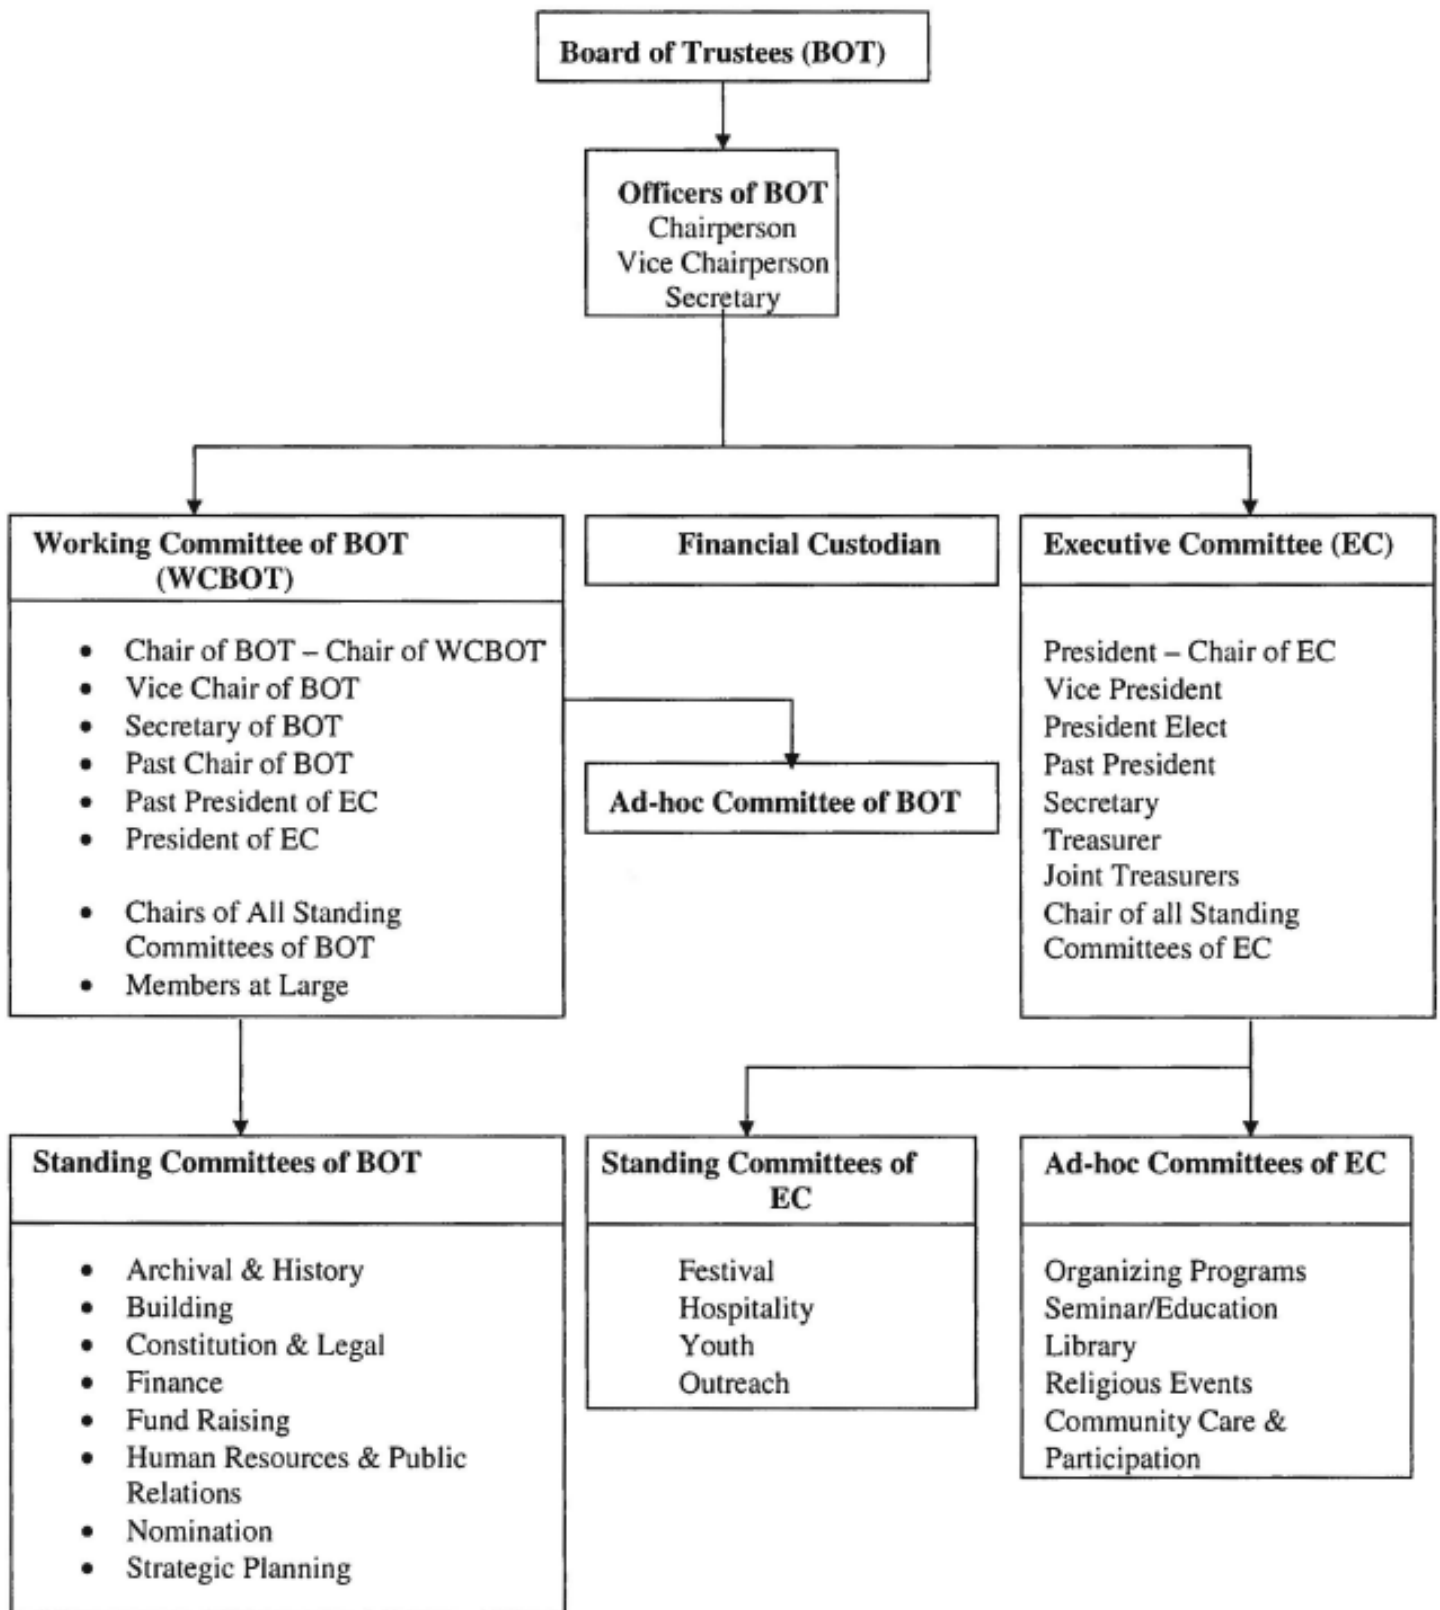 Board of Trustees (BOT)
Officers of BOT
Chairperson
Vice Chairperson
Secretary
Working Committee of BOT
(WCBOT)
• Chair of BOT – Chair of WCBOT
• Vice Chair of BOT
• Secretary of BOT
• Past Chair of BOT
• Past President of EC
• President of EC
• Chairs of All Standing
Committees of BOT
• Members at Large
Financial Custodian
Ad-hoc Committee of BOT
Executive Committee (EC)
President – Chair of EC
Vice President
President Elect
Past President
Secretary
Treasurer
Joint Treasurers
Chair of all Standing
Committees of EC
Standing Committees of BOT
• Archival & History
• Building
• Constitution & Legal
• Finance
• Fund Raising
• Human Resources & Public
Relations
• Nomination
• Strategic Planning
Standing Committees of
EC
Festival
Hospitality
Youth
Outreach
Ad-hoc Committees of EC
Organizing Programs
Seminar/Education
Library
Religious Events
Community Care &
Participation